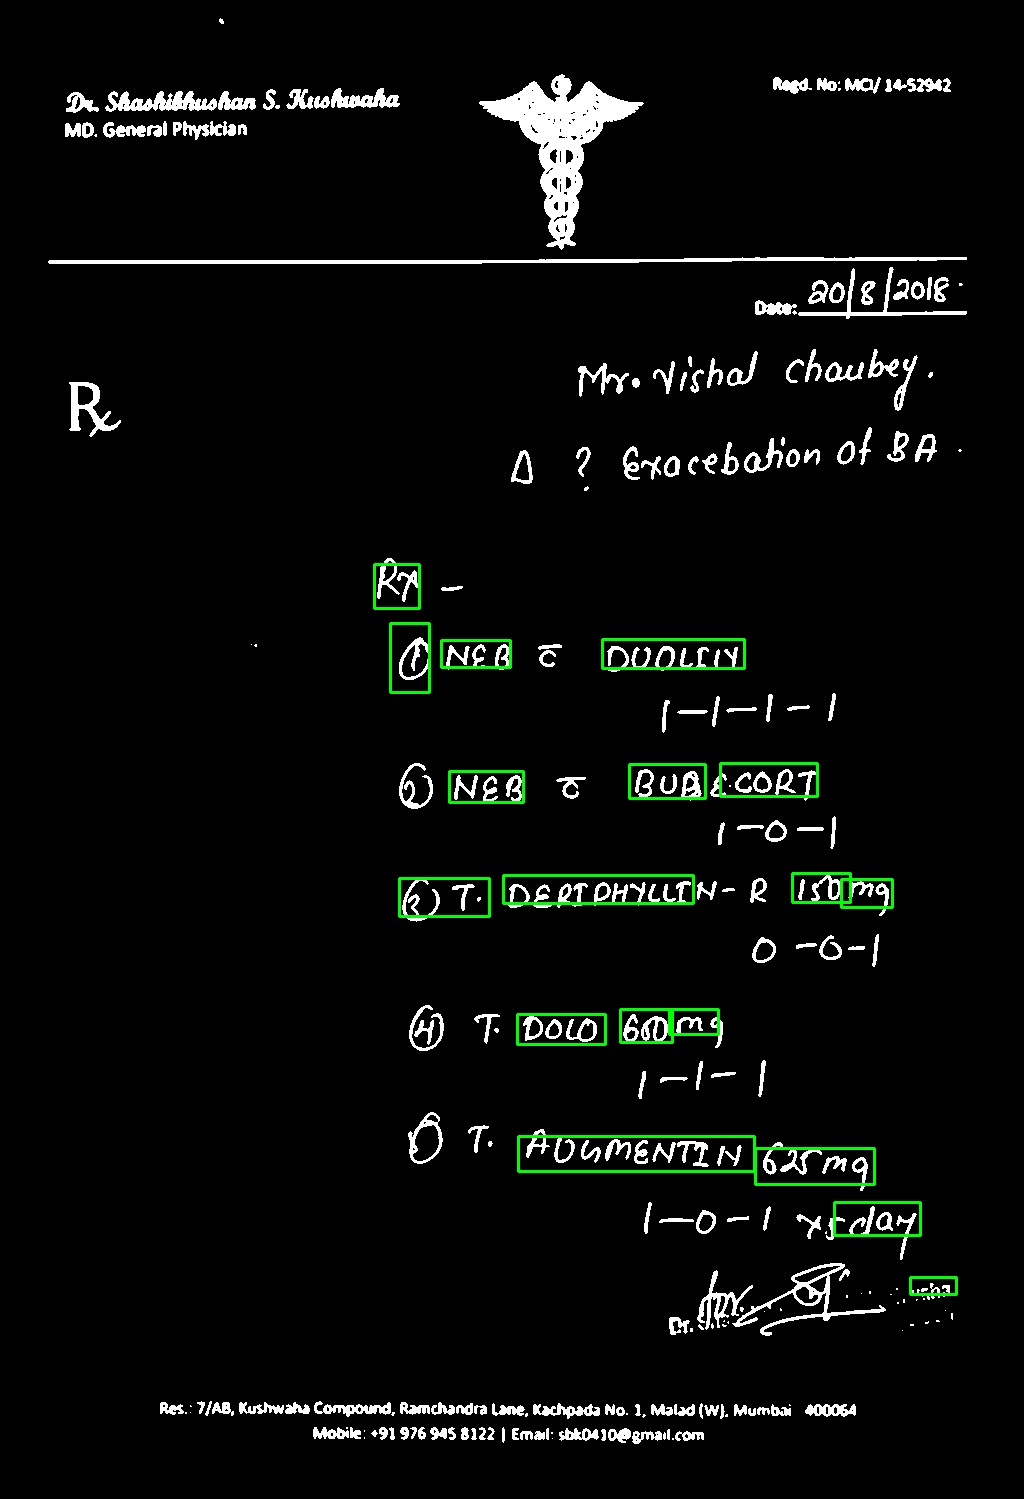 Dr. Shashibhushan S. Kushwaha
MD. General Physician
Regd. No: MCI/ 14-52942
Date: 20/8/2018
Rx
Mr. Vishal Chaubey.
Δ ? Exacebation of BA
Rx -
① NEB c̄ DUOLIN
1-1-1-1
② NEB c̄ BUDECORT
1-0-1
③ T. DERIPHYLLIN - R 150mg
0-0-1
④ T. DOLO 650mg
1-1-1
⑤ T. AUGMENTIN 625mg
1-0-1 x 5 day
Dr.
Res.: 7/AB, Kushwaha Compound, Ramchandra Lane, Kachpada No. 1, Malad (W), Mumbai 400064
Mobile: +91 976 945 8122 | Email: sbk0410@gmail.com